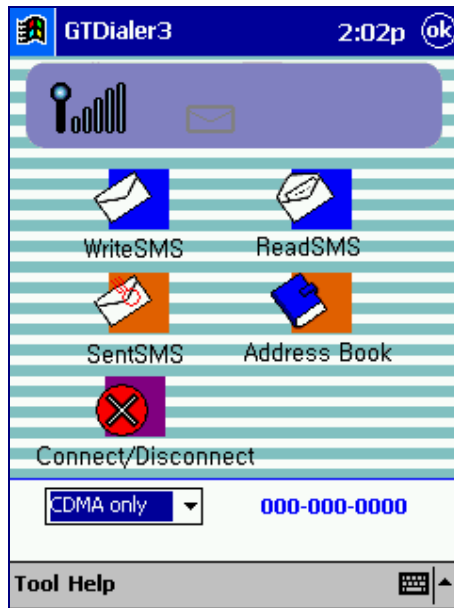 GTDialer3 2:02p ok
WriteSMS ReadSMS
SentSMS Address Book
Connect/Disconnect
CDMA only 000-000-0000
Tool Help